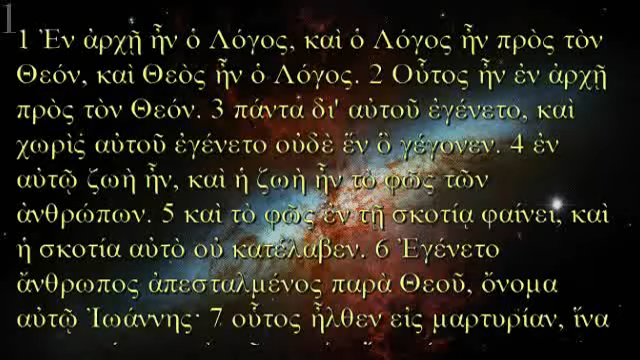 1
1 Ἐν ἀρχῇ ἦν ὁ Λόγος, καὶ ὁ Λόγος ἦν πρὸς τὸν
Θεόν, καὶ Θεὸς ἦν ὁ Λόγος. 2 Οὗτος ἦν ἐν ἀρχῇ
πρὸς τὸν Θεόν. 3 πάντα δι' αὐτοῦ ἐγένετο, καὶ
χωρὶς αὐτοῦ ἐγένετο οὐδὲ ἕν ὃ γέγονεν. 4 ἐν
αὐτῷ ζωὴ ἦν, καὶ ἡ ζωὴ ἦν τὸ φῶς τῶν
ἀνθρώπων. 5 καὶ τὸ φῶς ἐν τῇ σκοτίᾳ φαίνει, καὶ
ἡ σκοτία αὐτὸ οὐ κατέλαβεν. 6 Ἐγένετο
ἄνθρωπος ἀπεσταλμένος παρὰ Θεοῦ, ὄνομα
αὐτῷ Ἰωάννης· 7 οὗτος ἦλθεν εἰς μαρτυρίαν, ἵνα